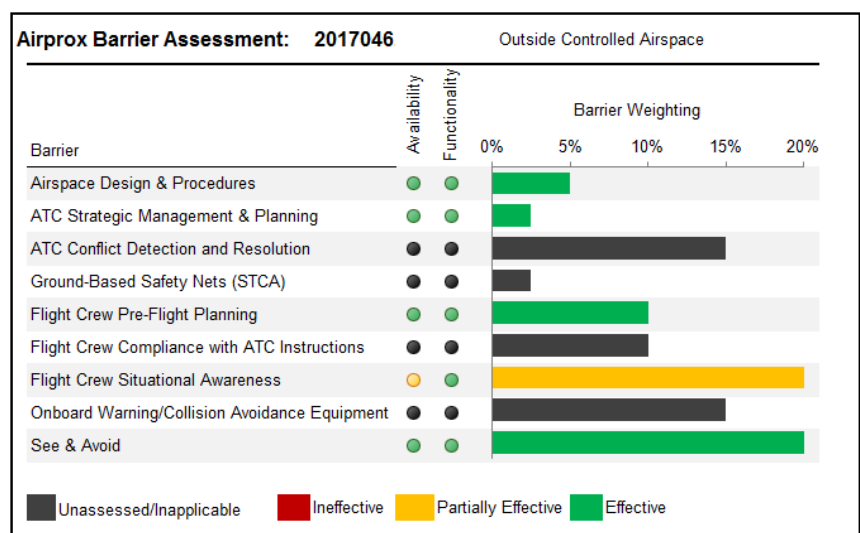 Airprox Barrier Assessment: 2017046 Outside Controlled Airspace
Availability
Functionality
Barrier Weighting
Barrier
0% 5% 10% 15% 20%
Airspace Design & Procedures
ATC Strategic Management & Planning
ATC Conflict Detection and Resolution
Ground-Based Safety Nets (STCA)
Flight Crew Pre-Flight Planning
Flight Crew Compliance with ATC Instructions
Flight Crew Situational Awareness
Onboard Warning/Collision Avoidance Equipment
See & Avoid
Unassessed/Inapplicable Ineffective Partially Effective Effective